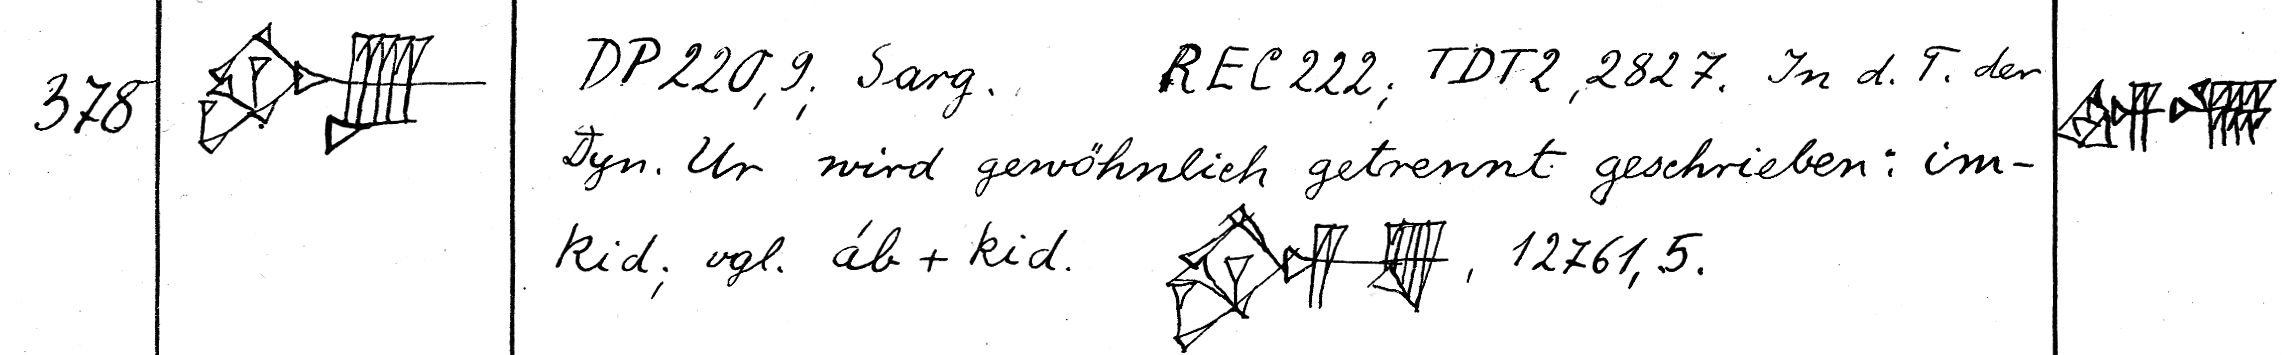 378 DP 220,9; Sarg. REC 222; TDT 2, 2827. In d. T. der
Dyn. Ur wird gewöhnlich getrennt geschrieben: im-
kid; vgl. áb + kid. , 12761, 5.